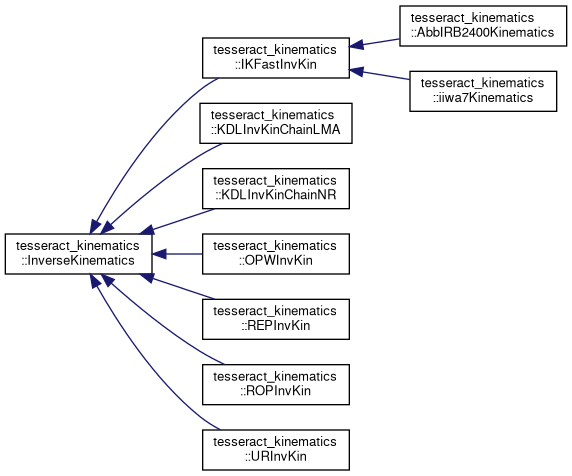 tesseract_kinematics
::InverseKinematics
tesseract_kinematics
::IKFastInvKin
tesseract_kinematics
::AbbIRB2400Kinematics
tesseract_kinematics
::iiwa7Kinematics
tesseract_kinematics
::KDLInvKinChainLMA
tesseract_kinematics
::KDLInvKinChainNR
tesseract_kinematics
::OPWInvKin
tesseract_kinematics
::REPInvKin
tesseract_kinematics
::ROPInvKin
tesseract_kinematics
::URInvKin